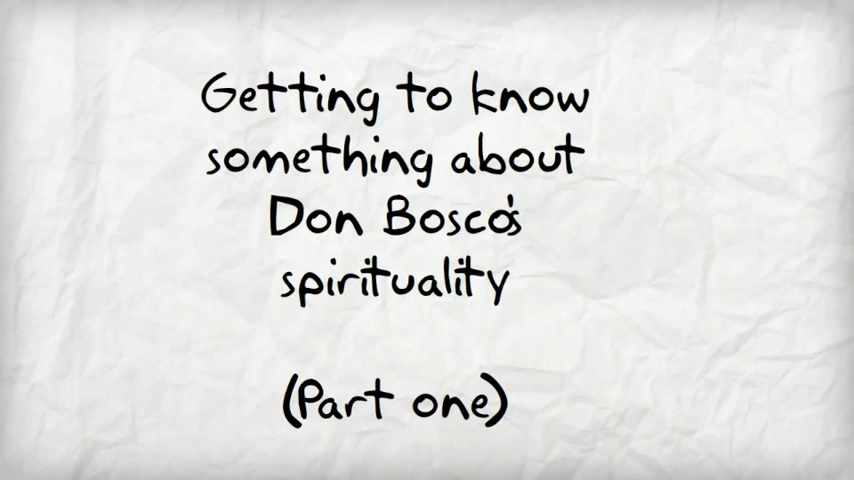 Getting to know
something about
Don Bosco's
spirituality
(Part one)